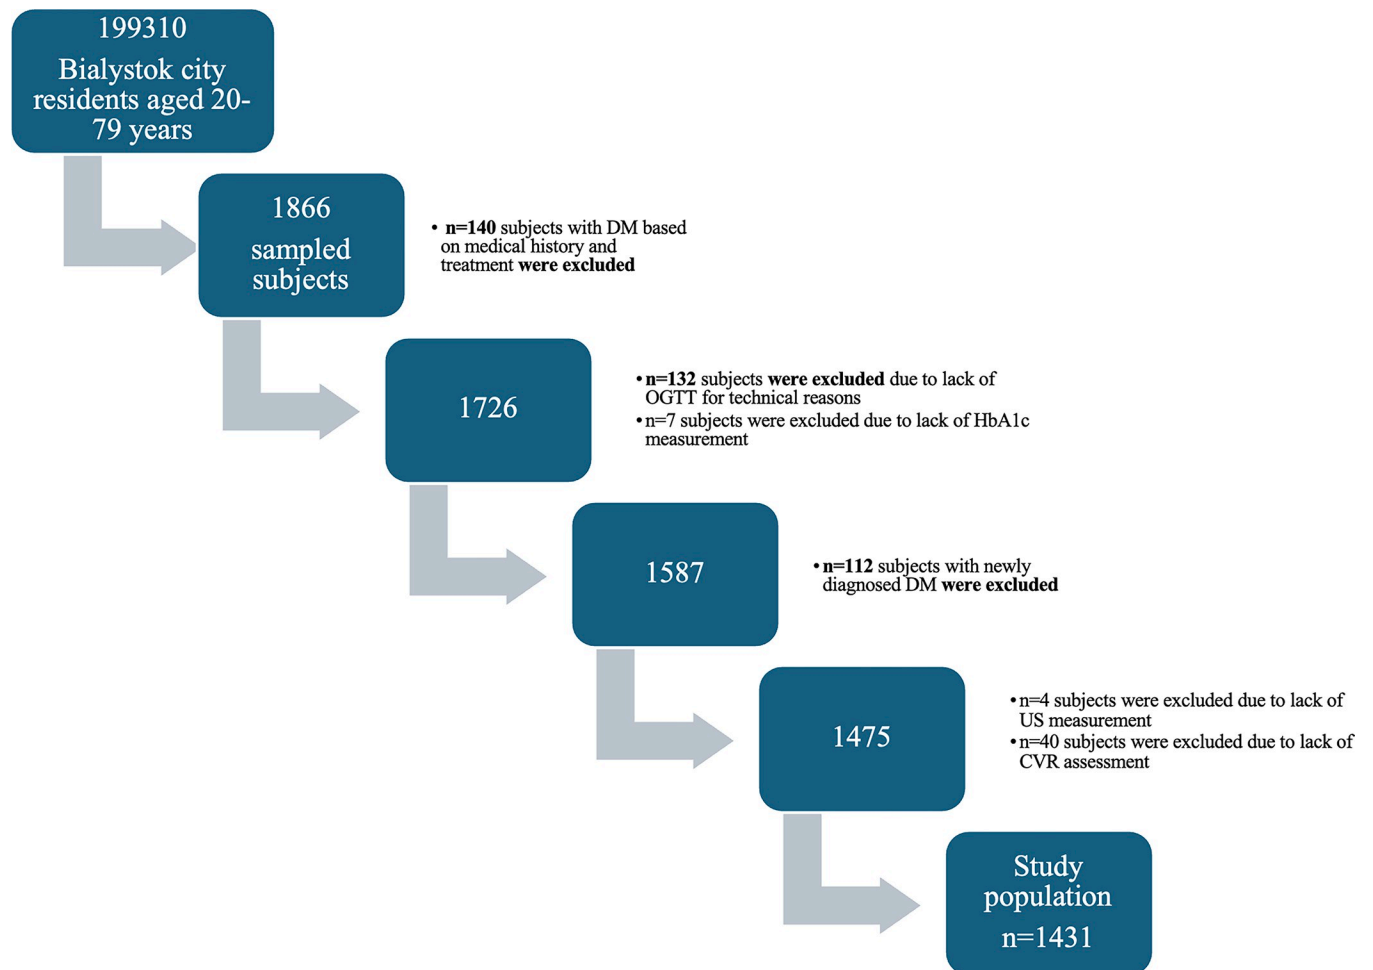 199310
Bialystok city
residents aged 20-
79 years
1866
sampled
subjects
• n=140 subjects with DM based
on medical history and
treatment were excluded
1726
• n=132 subjects were excluded due to lack of
OGTT for technical reasons
• n=7 subjects were excluded due to lack of HbA1c
measurement
1587
• n=112 subjects with newly
diagnosed DM were excluded
1475
• n=4 subjects were excluded due to lack of
US measurement
• n=40 subjects were excluded due to lack of
CVR assessment
Study
population
n=1431